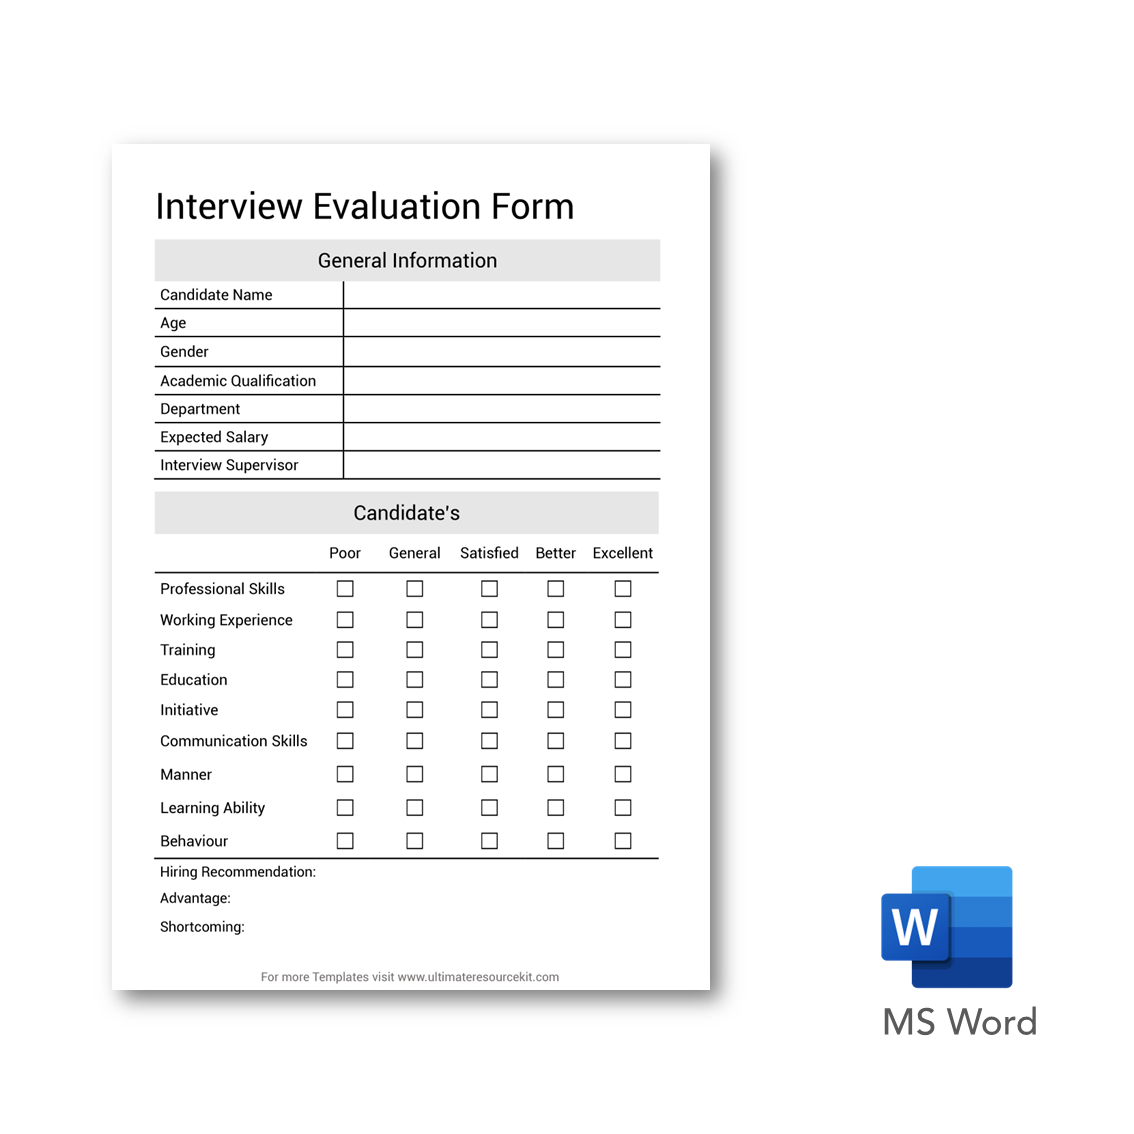 Interview Evaluation Form
General Information
Candidate Name
Age
Gender
Academic Qualification
Department
Expected Salary
Interview Supervisor
Candidate's
Poor General Satisfied Better Excellent
Professional Skills
Working Experience
Training
Education
Initiative
Communication Skills
Manner
Learning Ability
Behaviour
Hiring Recommendation:
Advantage:
Shortcoming:
For more Templates visit www.ultimateresourcekit.com
W
MS Word